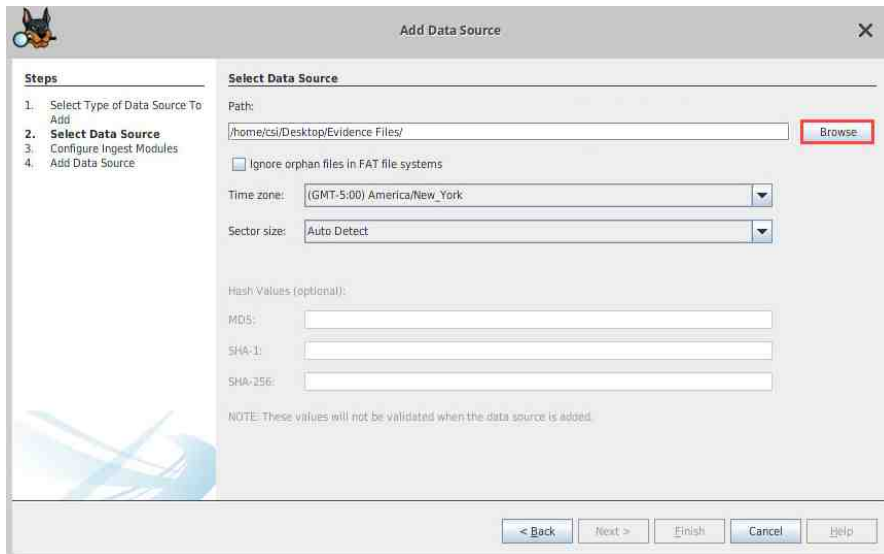 Add Data Source
Steps
1. Select Type of Data Source To
Add
2. Select Data Source
3. Configure Ingest Modules
4. Add Data Source
Select Data Source
Path:
/home/csi/Desktop/Evidence Files/
Browse
Ignore orphan files in FAT file systems
Time zone:
(GMT-5:00) America/New_York
Sector size:
Auto Detect
Hash Values (optional):
MD5:
SHA-1:
SHA-256:
NOTE: These values will not be validated when the data source is added.
< Back
Next >
Finish
Cancel
Help